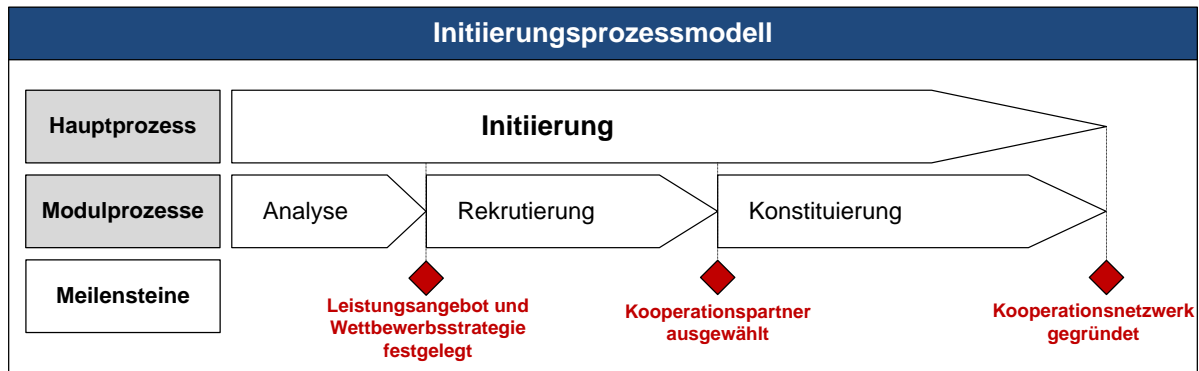 Initiierungsprozessmodell
Hauptprozess
Initiierung
Modulprozesse
Analyse
Rekrutierung
Konstituierung
Meilensteine
Leistungsangebot und
Wettbewerbsstrategie
festgelegt
Kooperationspartner
ausgewählt
Kooperationsnetzwerk
gegründet